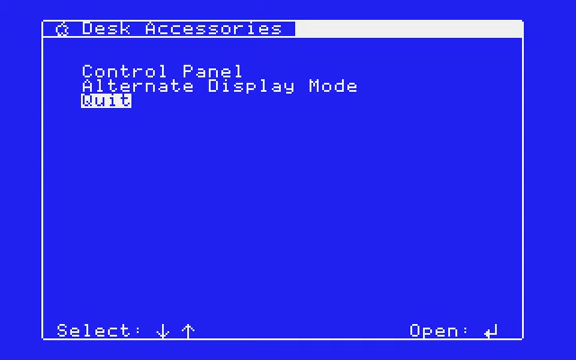 Desk Accessories
Control Panel
Alternate Display Mode
Quit
Select: ↓ ↑
Open: ↵